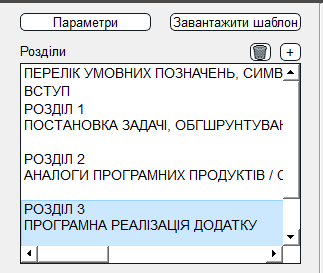 Параметри
Завантажити шаблон
Розділи
+
ПЕРЕЛІК УМОВНИХ ПОЗНАЧЕНЬ, СИМВ
ВСТУП
РОЗДІЛ 1
ПОСТАНОВКА ЗАДАЧІ, ОБГШРУНТУВАН
РОЗДІЛ 2
АНАЛОГИ ПРОГРАМНИХ ПРОДУКТІВ / С
РОЗДІЛ 3
ПРОГРАМНА РЕАЛІЗАЦІЯ ДОДАТКУ